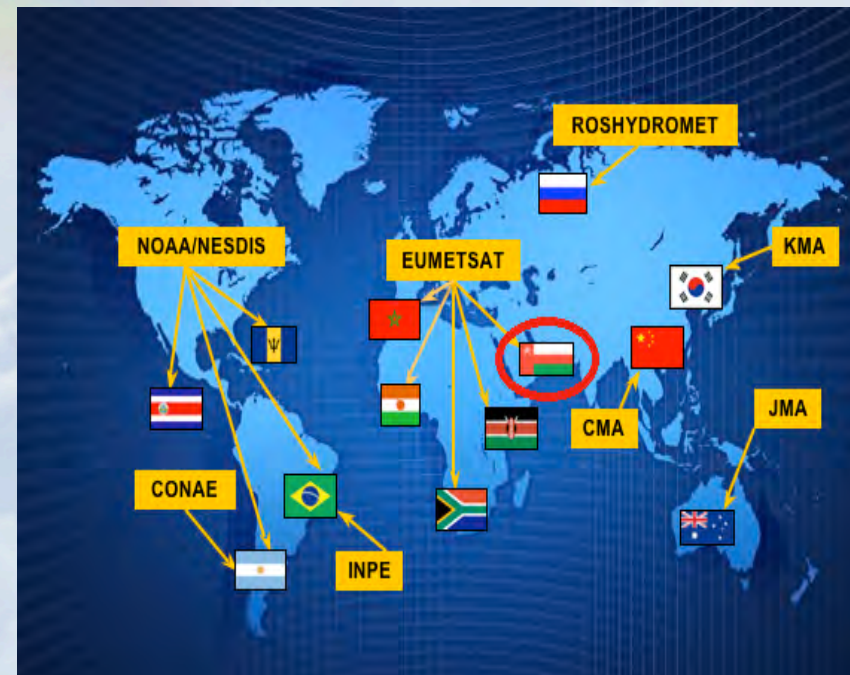 ROSHYDROMET
NOAA/NESDIS
EUMETSAT
KMA
JMA
CMA
CONAE
INPE